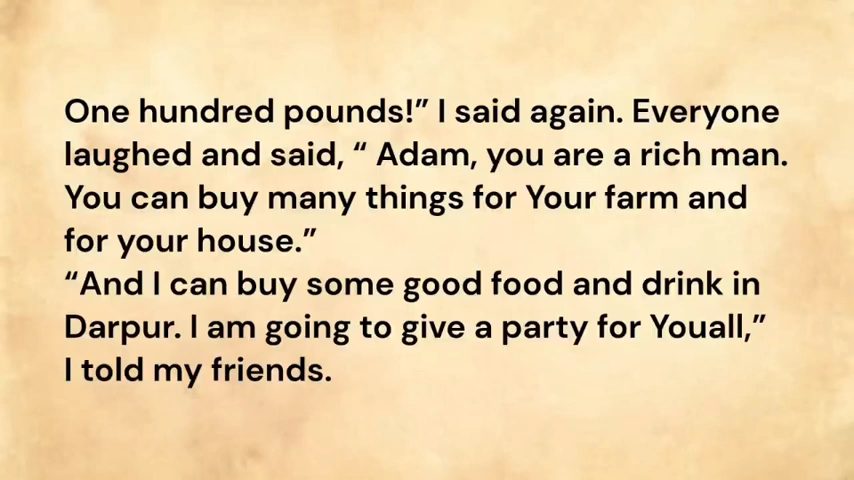 One hundred pounds!” I said again. Everyone
laughed and said, “ Adam, you are a rich man.
You can buy many things for Your farm and
for your house.”
“And I can buy some good food and drink in
Darpur. I am going to give a party for Youall,”
I told my friends.